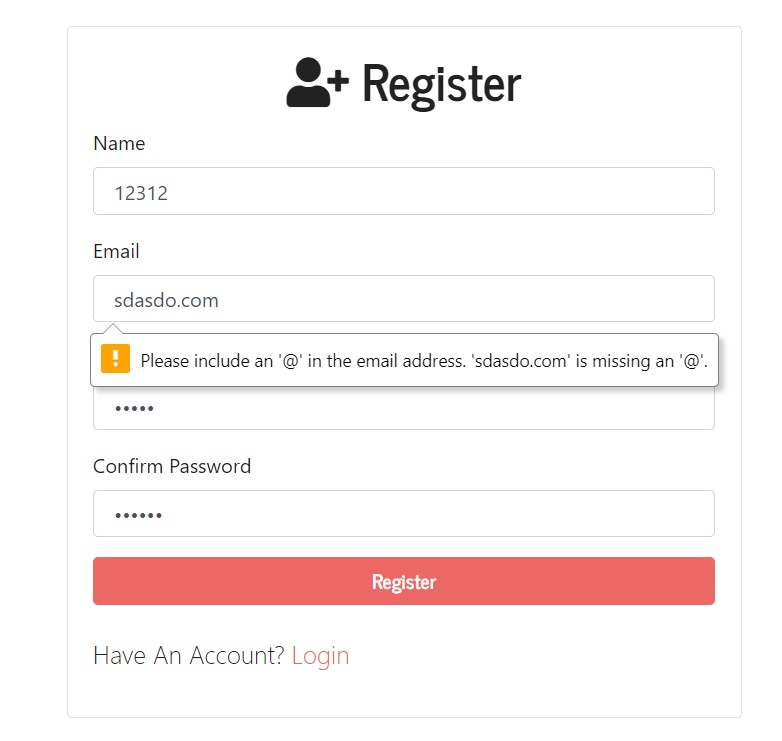 Register
Name
12312
Email
sdasdo.com
Please include an '@' in the email address. 'sdasdo.com' is missing an '@'.
•••••
Confirm Password
••••••
Register
Have An Account? Login